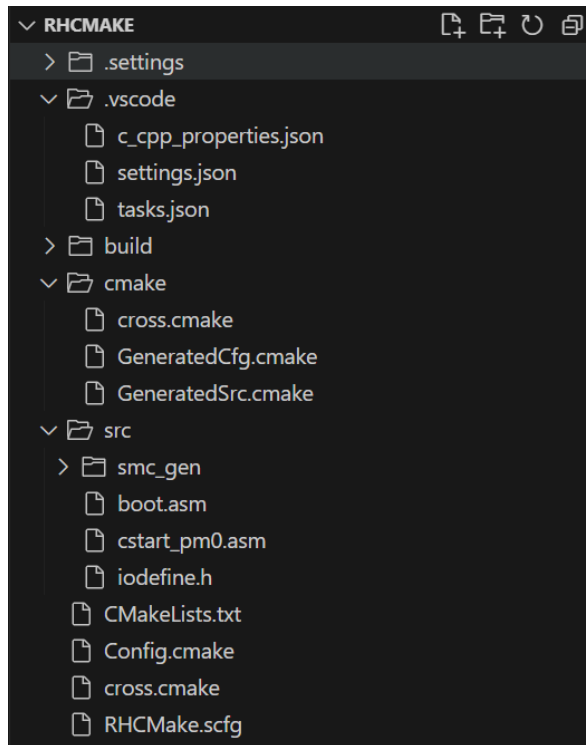 RHCMAKE
.settings
.vscode
c_cpp_properties.json
settings.json
tasks.json
build
cmake
cross.cmake
GeneratedCfg.cmake
GeneratedSrc.cmake
src
smc_gen
boot.asm
cstart_pm0.asm
iodefine.h
CMakeLists.txt
Config.cmake
cross.cmake
RHCMake.scfg